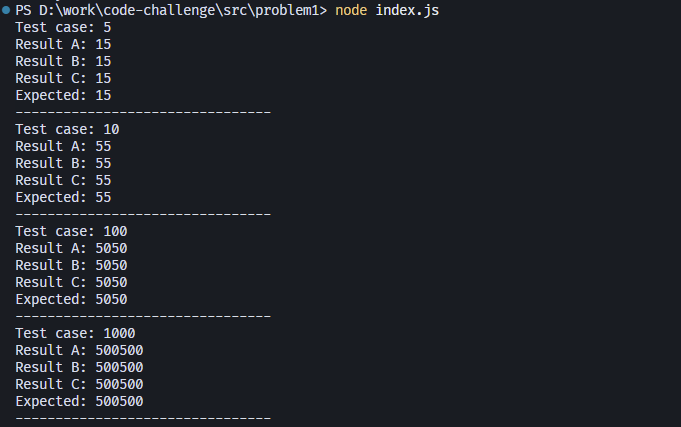 PS D:\work\code-challenge\src\problem1> node index.js
Test case: 5
Result A: 15
Result B: 15
Result C: 15
Expected: 15
--------------------------------
Test case: 10
Result A: 55
Result B: 55
Result C: 55
Expected: 55
--------------------------------
Test case: 100
Result A: 5050
Result B: 5050
Result C: 5050
Expected: 5050
--------------------------------
Test case: 1000
Result A: 500500
Result B: 500500
Result C: 500500
Expected: 500500
--------------------------------